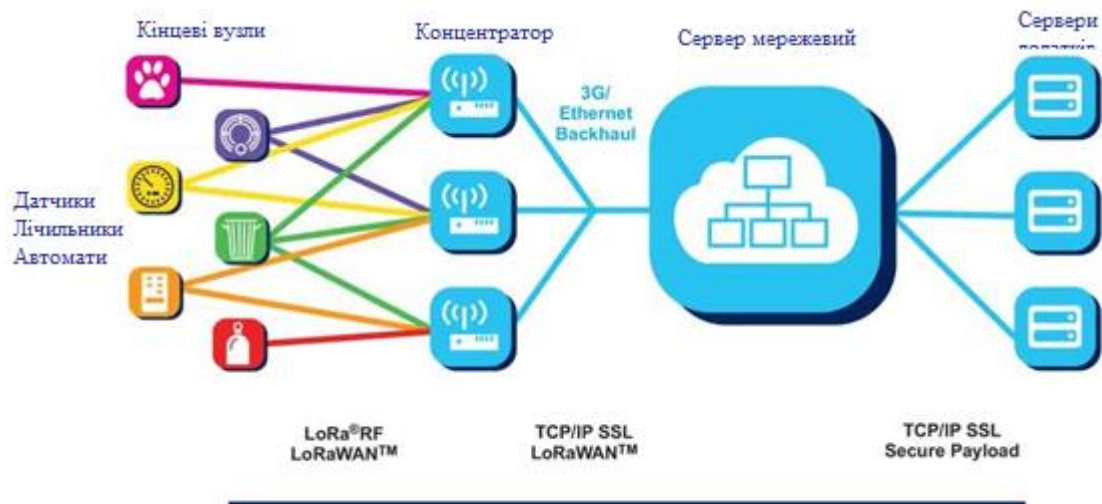 Кінцеві вузли
Концентратор
Сервер мережевий
Сервери
додатків
3G/
Ethernet
Backhaul
Датчики
Лічильники
Автомати
LoRa®RF
LoRaWAN™
TCP/IP SSL
LoRaWAN™
TCP/IP SSL
Secure Payload